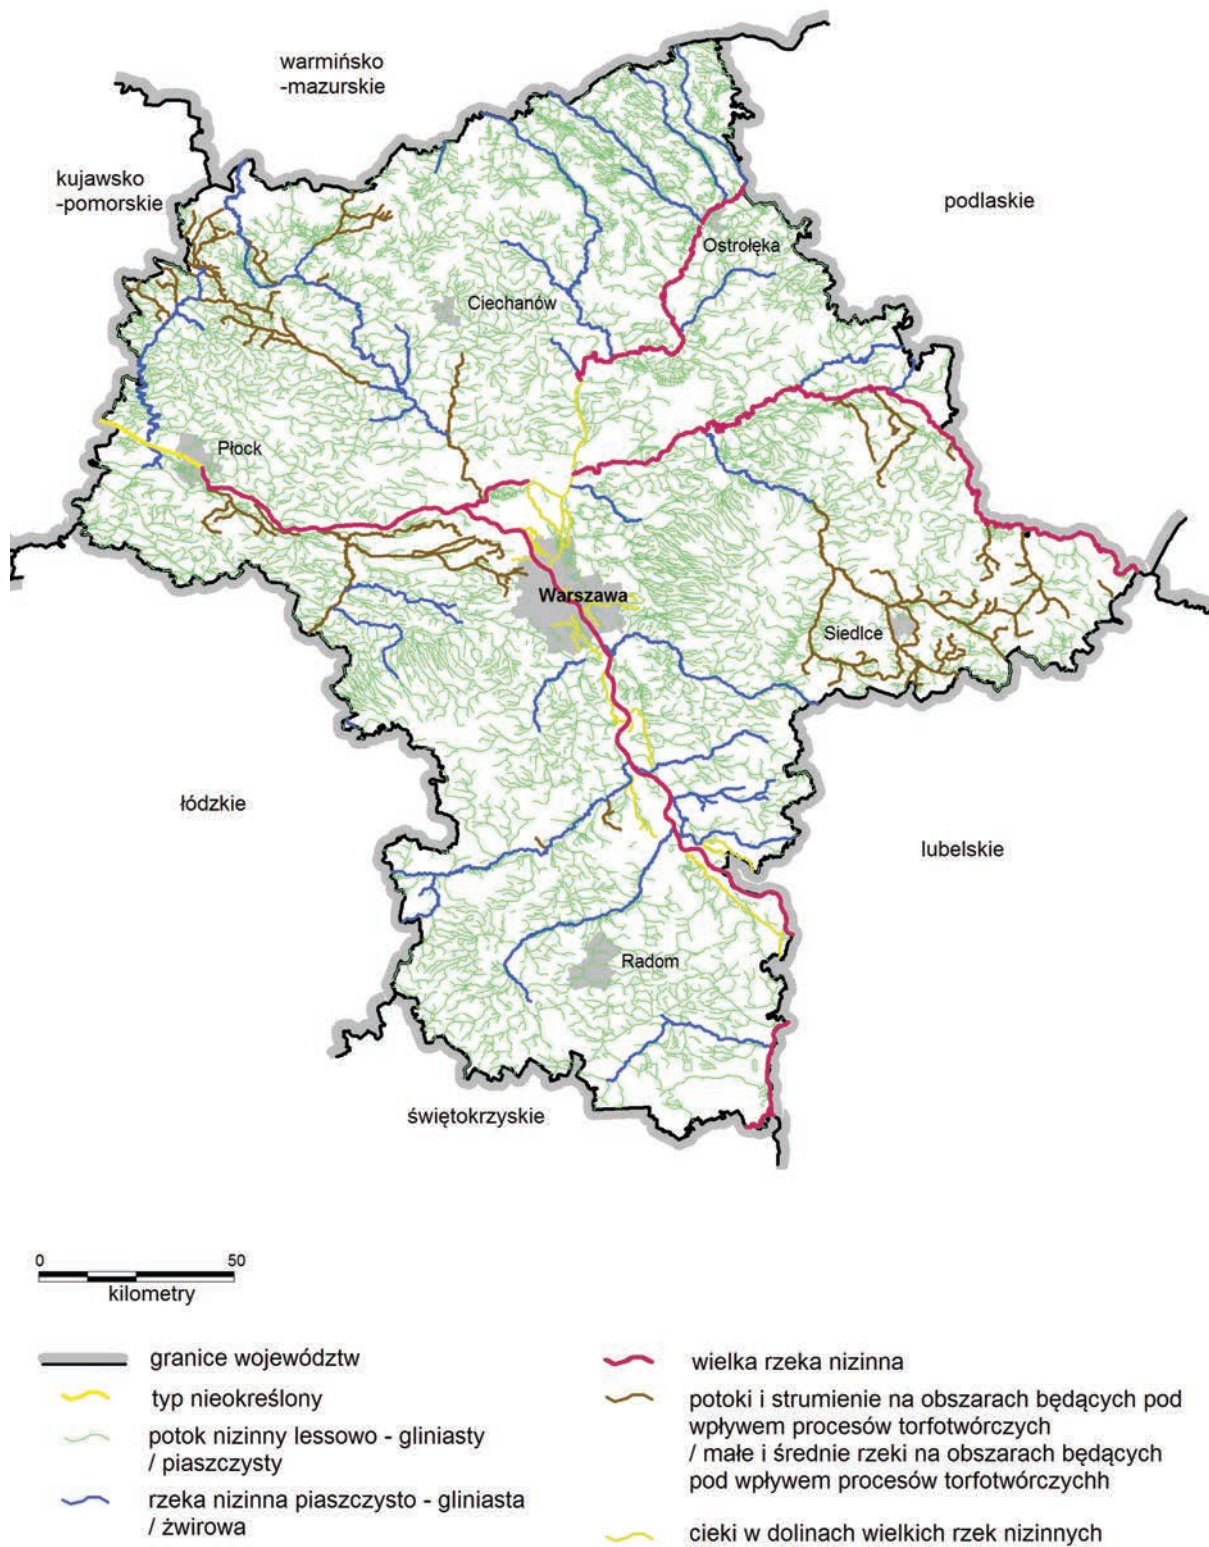 warmińsko
-mazurskie
kujawsko
-pomorskie
podlaskie
Ostrołęka
Ciechanów
Płock
Warszawa
Siedlce
łódzkie
lubelskie
Radom
świętokrzyskie
0 50
kilometry
granice województw
typ nieokreślony
potok nizinny lessowo - gliniasty
/ piaszczysty
rzeka nizinna piaszczysto - gliniasta
/ żwirowa
wielka rzeka nizinna
potoki i strumienie na obszarach będących pod
wpływem procesów torfotwórczych
/ małe i średnie rzeki na obszarach będących
pod wpływem procesów torfotwórczychh
cieki w dolinach wielkich rzek nizinnych